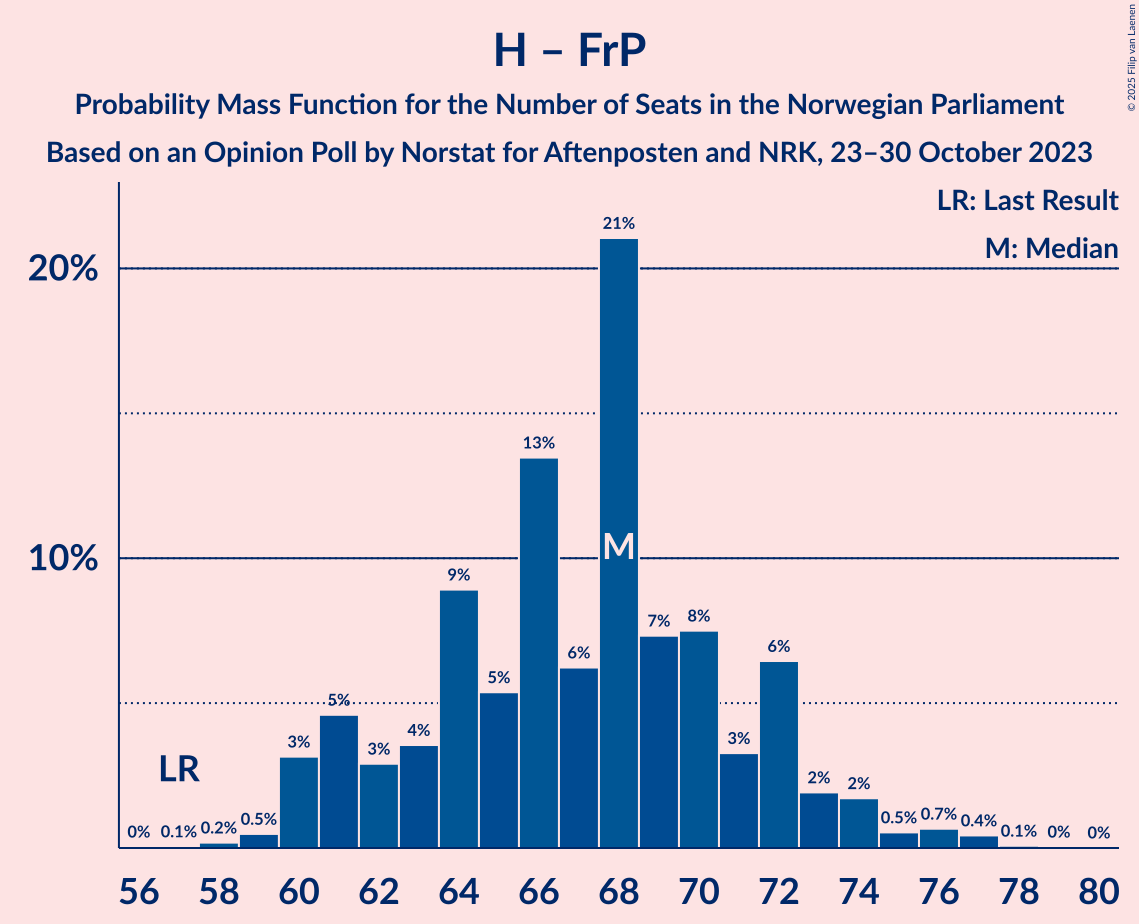 H – FrP
Probability Mass Function for the Number of Seats in the Norwegian Parliament
Based on an Opinion Poll by Norstat for Aftenposten and NRK, 23–30 October 2023
© 2025 Filip van Laenen
LR: Last Result
M: Median
20%
10%
0% 0.1% 0.2% 0.5% 3% 5% 3% 4% 9% 5% 13% 6% 21% 7% 8% 3% 6% 2% 2% 0.5% 0.7% 0.4% 0.1% 0% 0%
LR
M
56 58 60 62 64 66 68 70 72 74 76 78 80